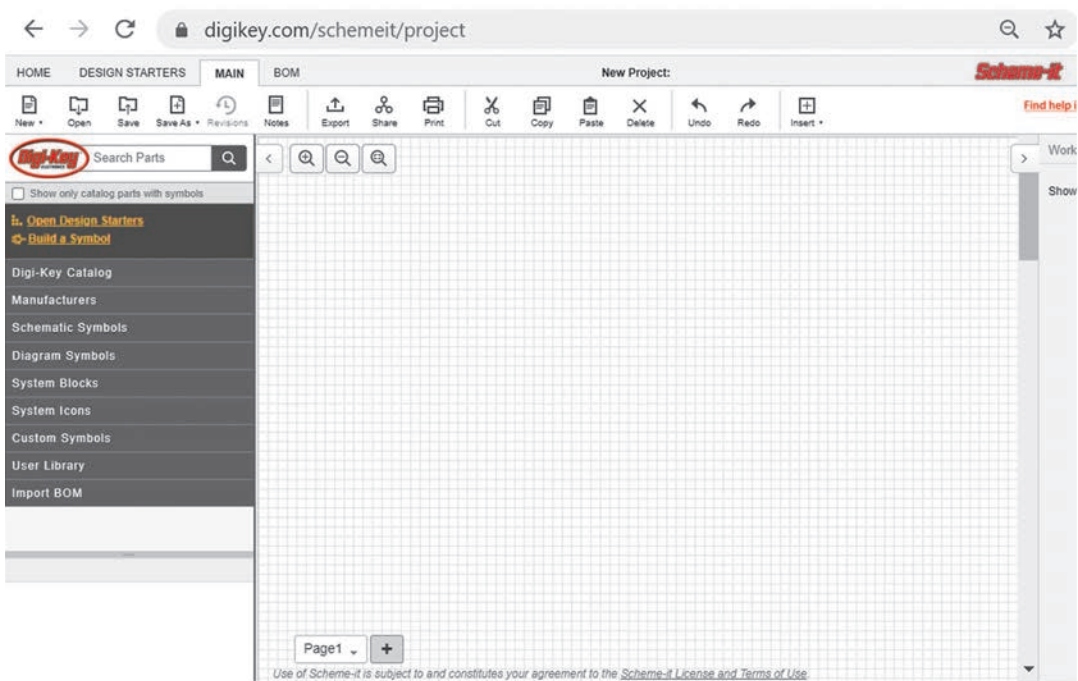 digikey.com/schemeit/project
HOME DESIGN STARTERS MAIN BOM New Project: Scheme-it
New Open Save Save As Revisions Notes Export Share Print Cut Copy Paste Delete Undo Redo Insert Find help i
Digi-Key ELECTRONICS Search Parts
Show only catalog parts with symbols
Open Design Starters
Build a Symbol
Digi-Key Catalog
Manufacturers
Schematic Symbols
Diagram Symbols
System Blocks
System Icons
Custom Symbols
User Library
Import BOM
Work
Show
Page1 +
Use of Scheme-it is subject to and constitutes your agreement to the Scheme-it License and Terms of Use.